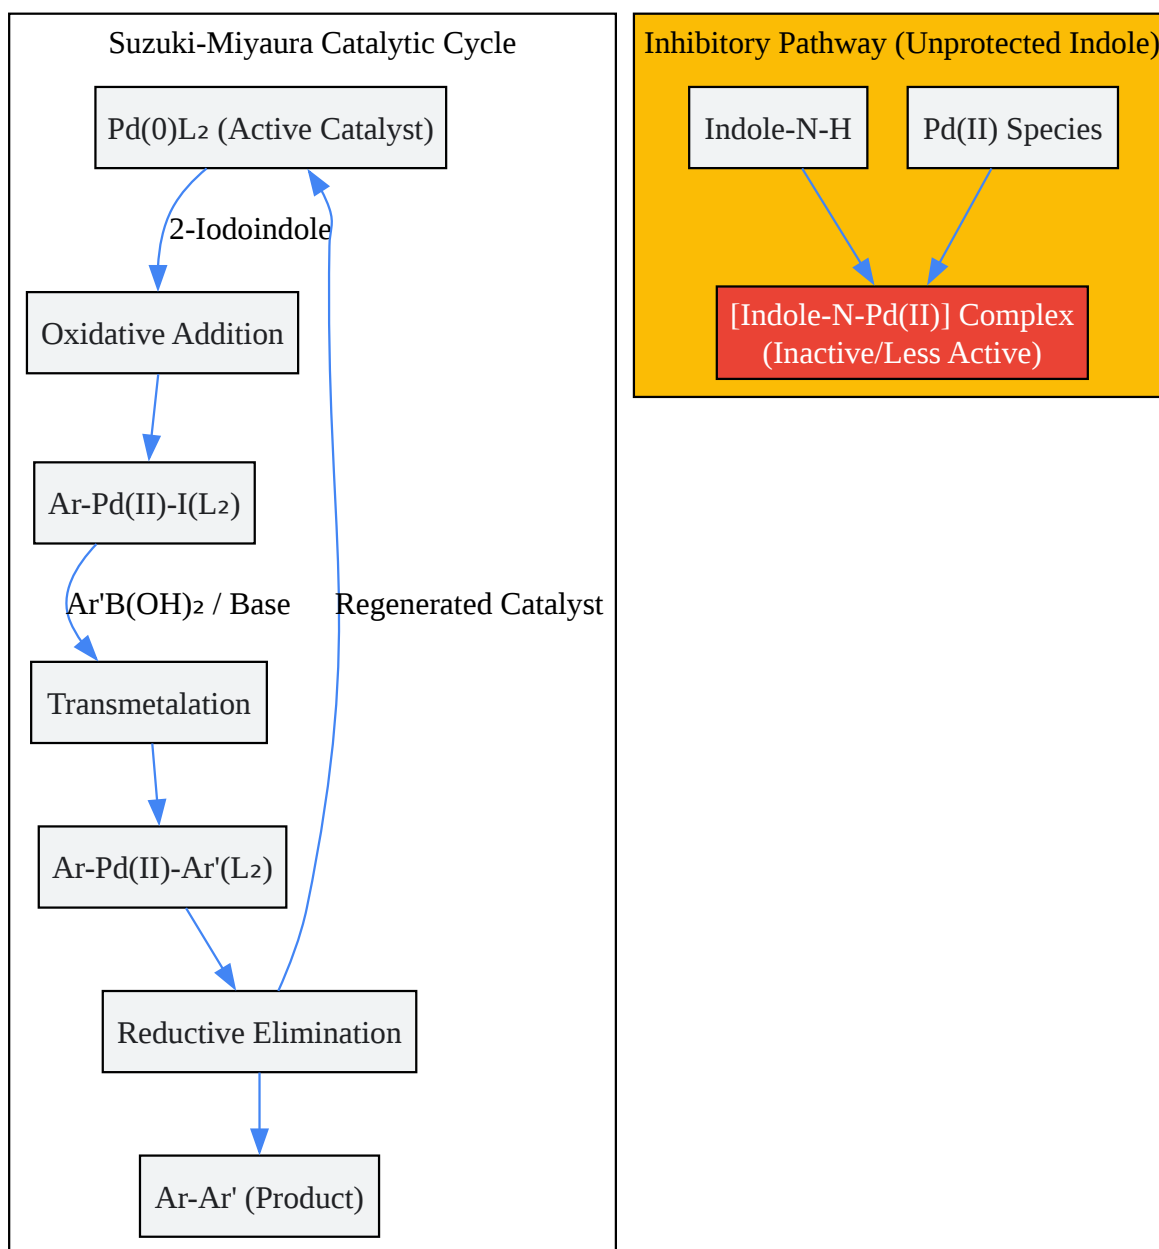 Suzuki-Miyaura Catalytic Cycle
Pd(0)L₂ (Active Catalyst)
2-Iodoindole
Oxidative Addition
Ar-Pd(II)-I(L₂)
Ar'B(OH)₂ / Base
Regenerated Catalyst
Transmetalation
Ar-Pd(II)-Ar'(L₂)
Reductive Elimination
Ar-Ar' (Product)
Inhibitory Pathway (Unprotected Indole)
Indole-N-H
Pd(II) Species
[Indole-N-Pd(II)] Complex
(Inactive/Less Active)